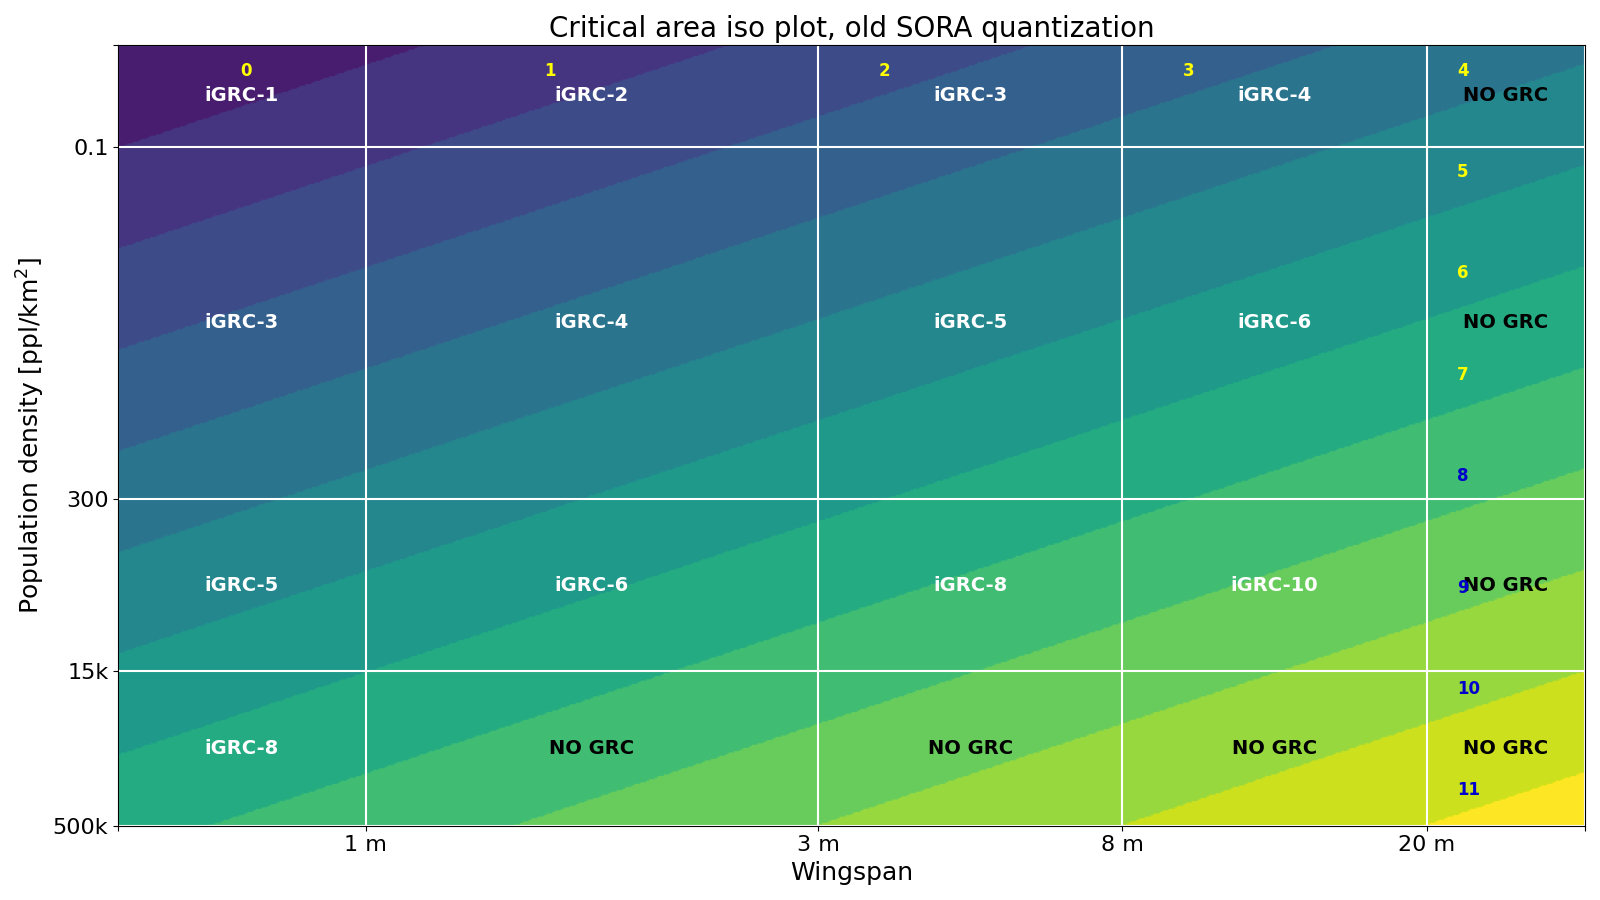 Critical area iso plot, old SORA quantization
0 1 2 3 4
iGRC-1 iGRC-2 iGRC-3 iGRC-4 NO GRC
0.1
5
6
iGRC-3 iGRC-4 iGRC-5 iGRC-6 NO GRC
7
8
300
iGRC-5 iGRC-6 iGRC-8 iGRC-10 9 NO GRC
15k
10
iGRC-8 NO GRC NO GRC NO GRC NO GRC
11
500k
1 m 3 m 8 m 20 m
Wingspan
Population density [ppl/km²]